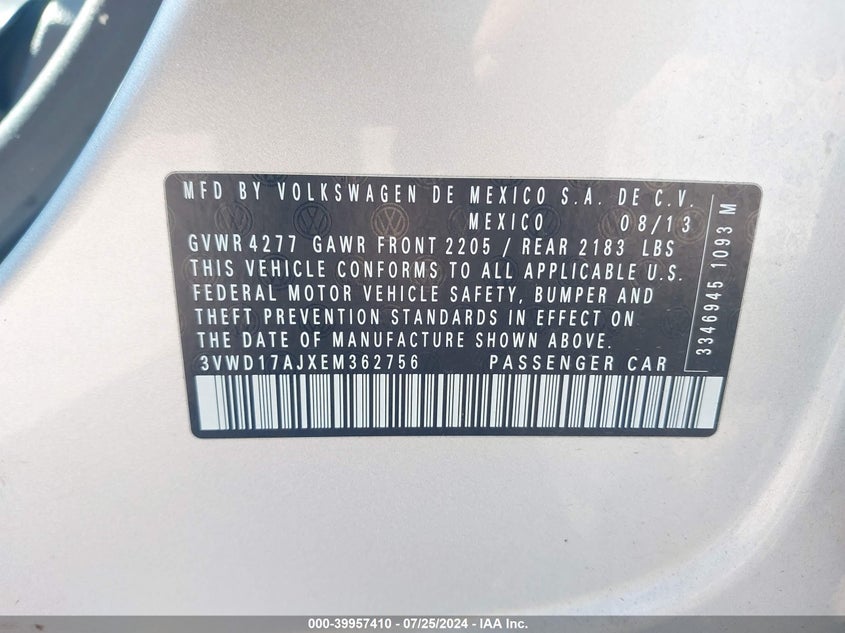 MFD BY VOLKSWAGEN DE MEXICO S.A. DE C.V.
MEXICO 08/13
GVWR 4277 GAWR FRONT 2205 / REAR 2183 LBS
THIS VEHICLE CONFORMS TO ALL APPLICABLE U.S.
FEDERAL MOTOR VEHICLE SAFETY, BUMPER AND
THEFT PREVENTION STANDARDS IN EFFECT ON
THE DATE OF MANUFACTURE SHOWN ABOVE.
3VWD17AJXEM362756 PASSENGER CAR
3346945 1093 M
000-39957410 - 07/25/2024 - IAA Inc.